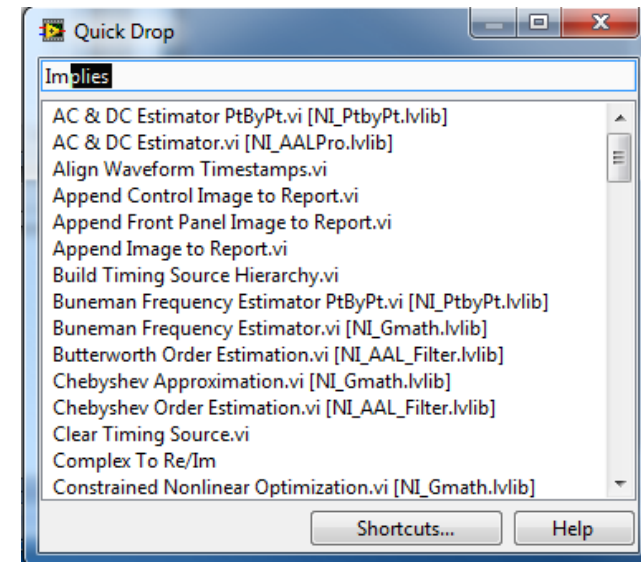 Quick Drop
Implies
AC & DC Estimator PtByPt.vi [NI_PtbyPt.lvlib]
AC & DC Estimator.vi [NI_AALPro.lvlib]
Align Waveform Timestamps.vi
Append Control Image to Report.vi
Append Front Panel Image to Report.vi
Append Image to Report.vi
Build Timing Source Hierarchy.vi
Buneman Frequency Estimator PtByPt.vi [NI_PtbyPt.lvlib]
Buneman Frequency Estimator.vi [NI_Gmath.lvlib]
Butterworth Order Estimation.vi [NI_AAL_Filter.lvlib]
Chebyshev Approximation.vi [NI_Gmath.lvlib]
Chebyshev Order Estimation.vi [NI_AAL_Filter.lvlib]
Clear Timing Source.vi
Complex To Re/Im
Constrained Nonlinear Optimization.vi [NI_Gmath.lvlib]
Shortcuts... Help